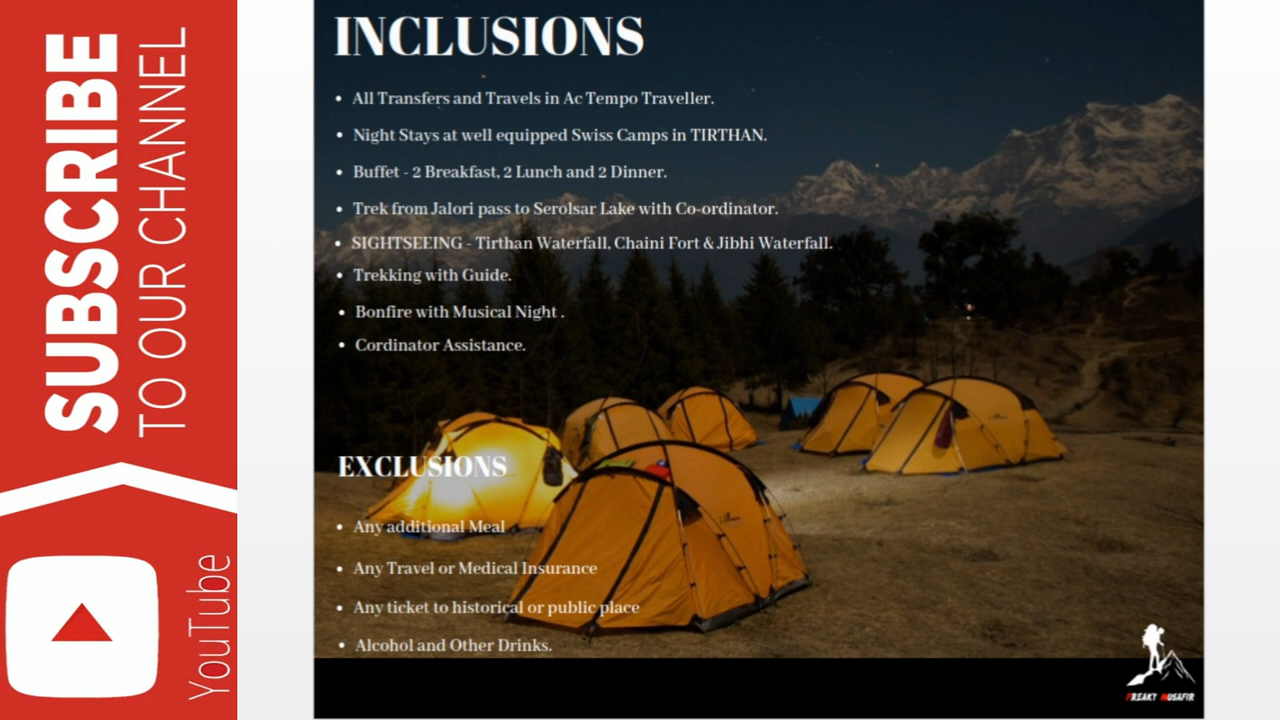 SUBSCRIBE
TO OUR CHANNEL
YouTube
INCLUSIONS
• All Transfers and Travels in Ac Tempo Traveller.
• Night Stays at well equipped Swiss Camps in TIRTHAN.
• Buffet - 2 Breakfast, 2 Lunch and 2 Dinner.
• Trek from Jalori pass to Serolsar Lake with Co-ordinator.
• SIGHTSEEING - Tirthan Waterfall, Chaini Fort & Jibhi Waterfall.
• Trekking with Guide.
• Bonfire with Musical Night .
• Cordinator Assistance.
EXCLUSIONS
• Any additional Meal
• Any Travel or Medical Insurance
• Any ticket to historical or public place
• Alcohol and Other Drinks.
FREAKY MUSAFIR